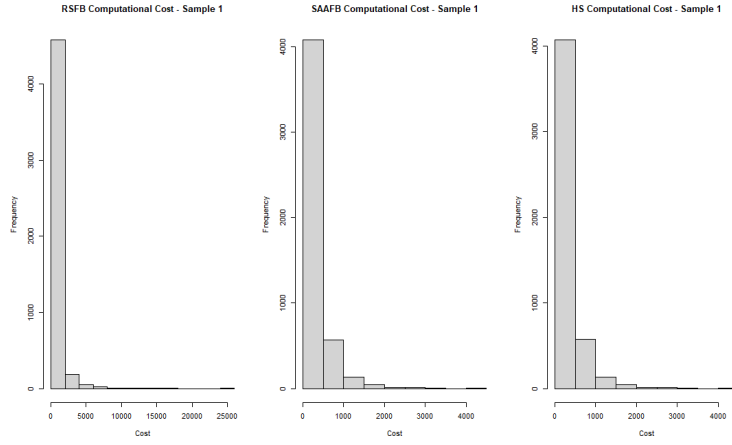 RSFB Computational Cost - Sample 1
Frequency
4000
3000
2000
1000
0
0 5000 10000 15000 20000 25000
Cost
SAAFB Computational Cost - Sample 1
Frequency
4000
3000
2000
1000
0
0 1000 2000 3000 4000
Cost
HS Computational Cost - Sample 1
Frequency
4000
3000
2000
1000
0
0 1000 2000 3000 4000
Cost